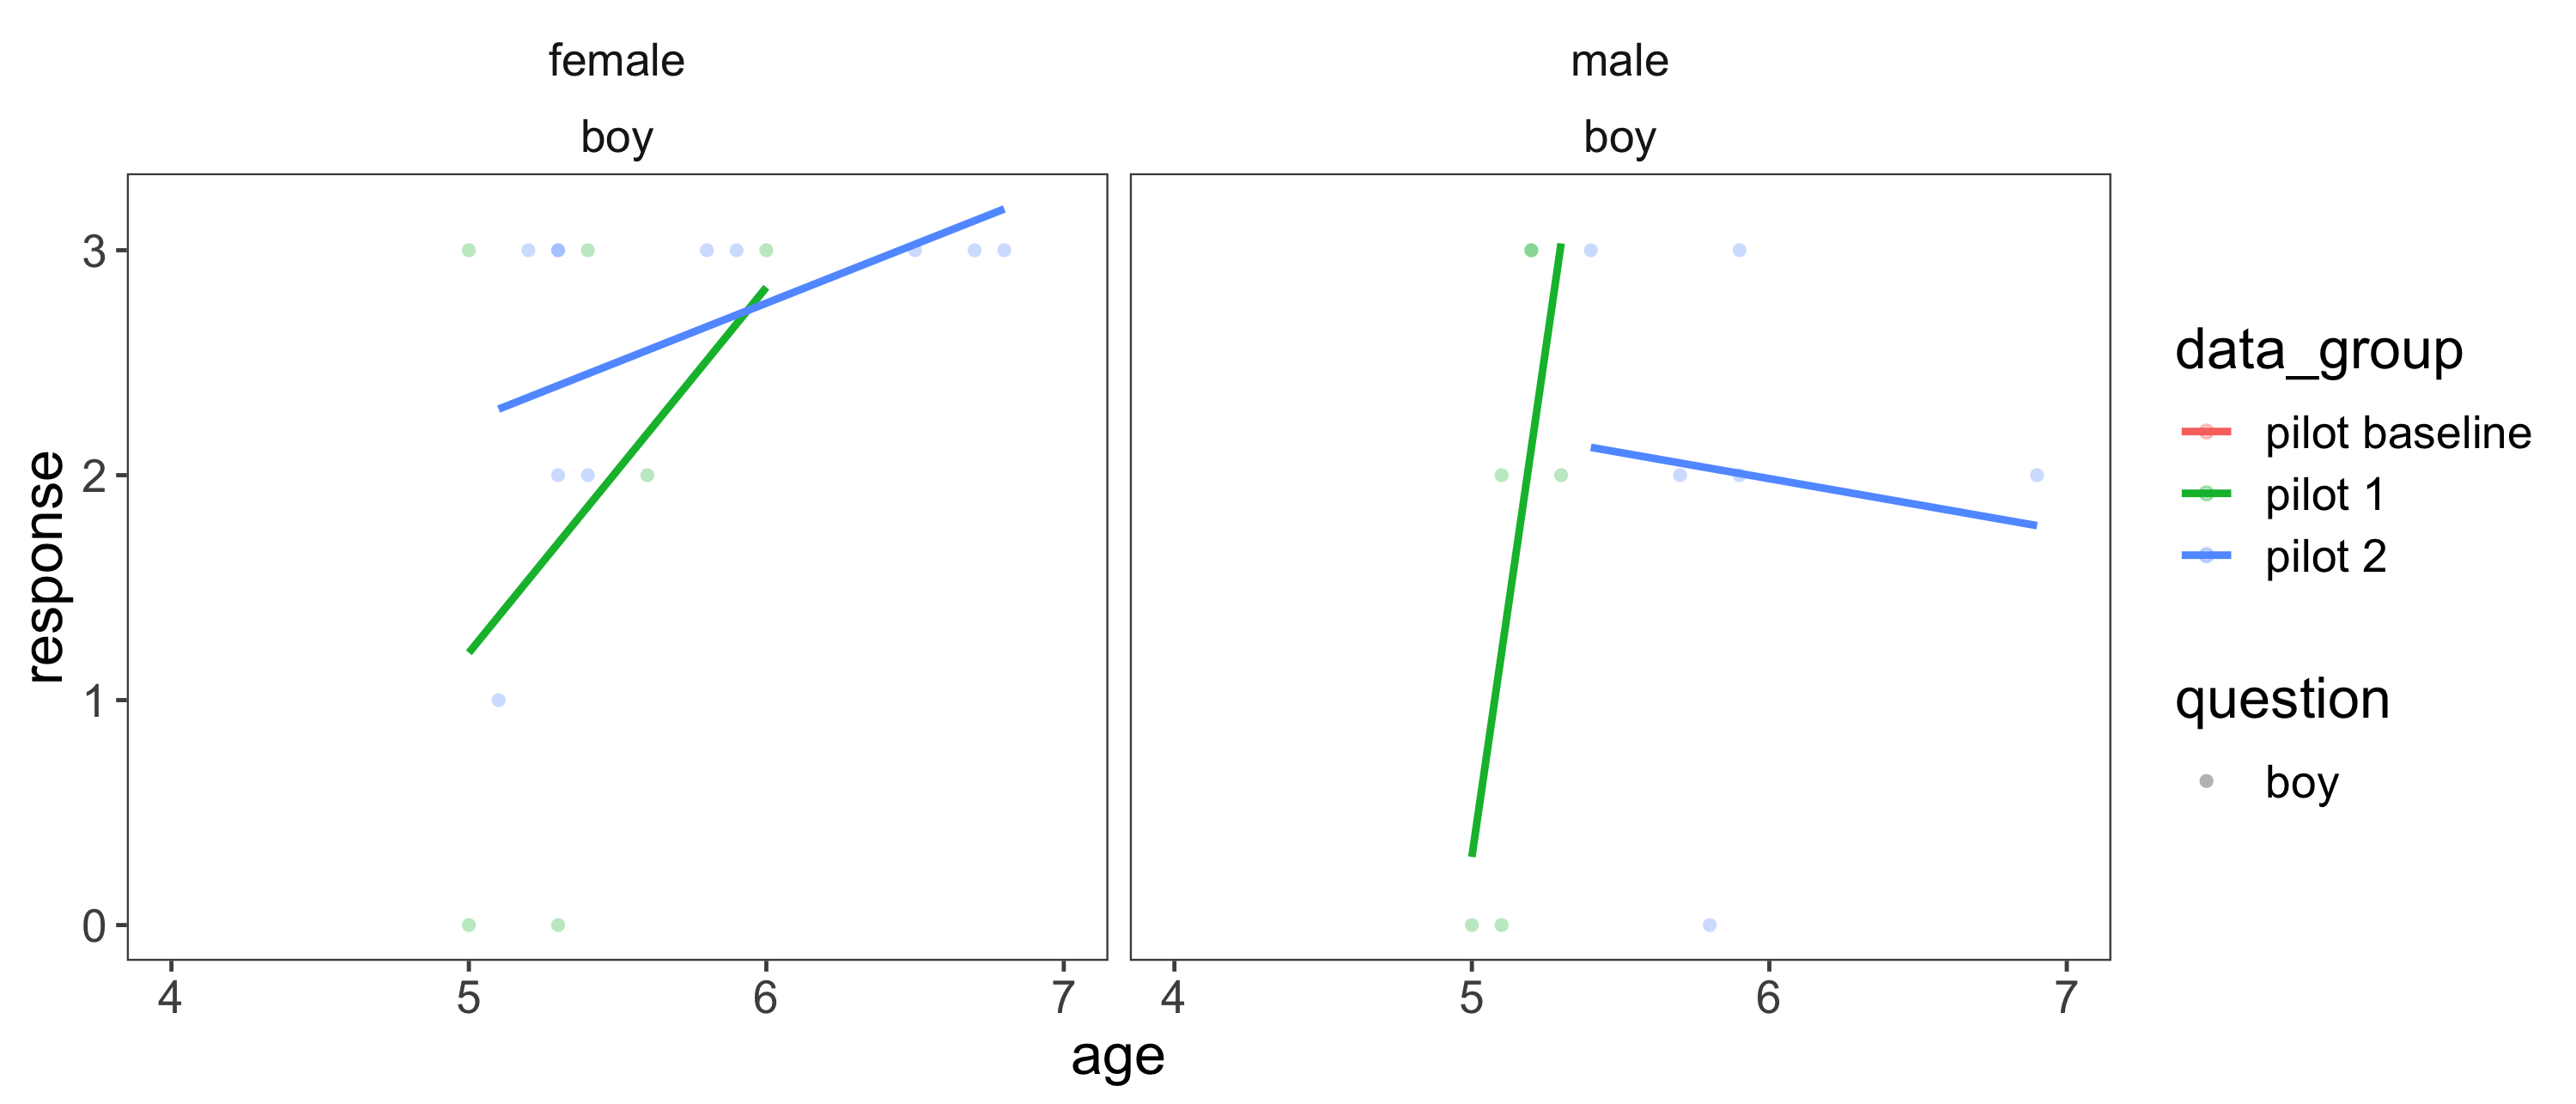 female
male
boy
boy
3
2
1
0
response
4
5
6
7
4
5
6
7
age
data_group
pilot baseline
pilot 1
pilot 2
question
boy